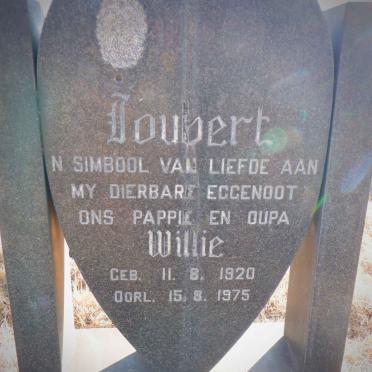 Joubert
'N SIMBOOL VAN LIEFDE AAN
MY DIERBARE EGGENOOT
ONS PAPPIE EN OUPA
Willie
GEB. 11. 8. 1920
OORL. 15. 8. 1975